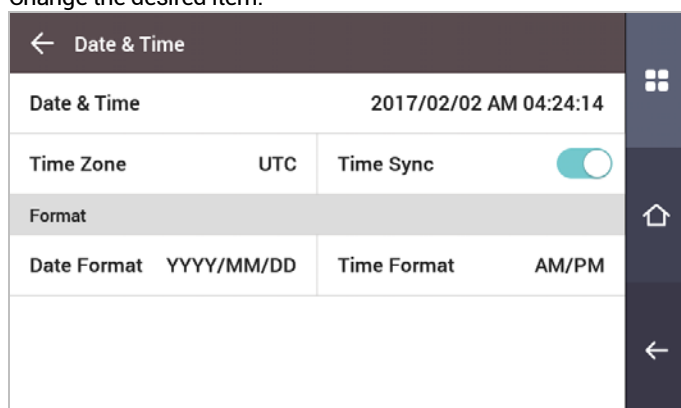 Change the desired item.
Date & Time
Date & Time 2017/02/02 AM 04:24:14
Time Zone UTC Time Sync
Format
Date Format YYYY/MM/DD Time Format AM/PM